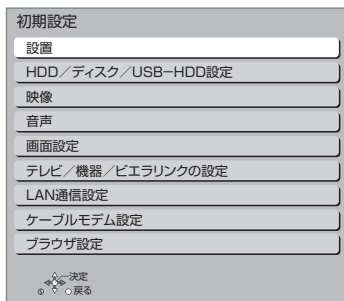 初期設定
設置
HDD／ディスク／USB－HDD設定
映像
音声
画面設定
テレビ／機器／ビエラリンクの設定
LAN通信設定
ケーブルモデム設定
ブラウザ設定
決定
戻る